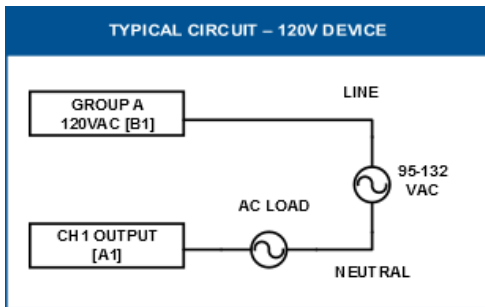 TYPICAL CIRCUIT – 120V DEVICE
LINE
GROUP A
120VAC [B1]
95-132
VAC
AC LOAD
CH1 OUTPUT
[A1]
NEUTRAL